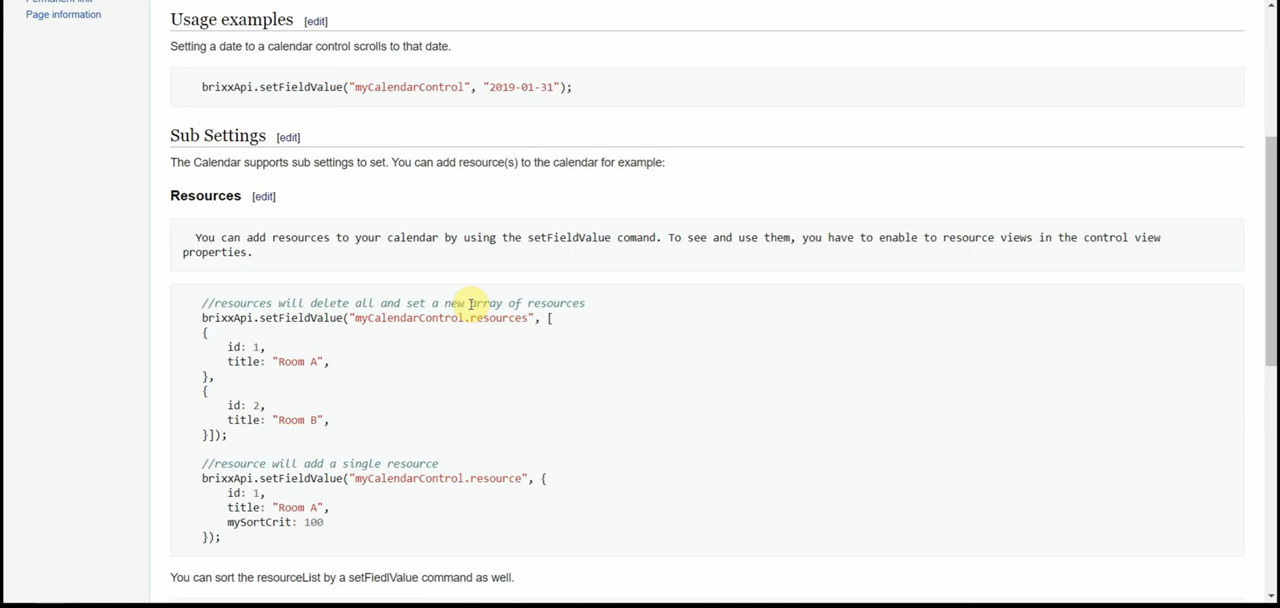 Page information
Usage examples [edit]
Setting a date to a calendar control scrolls to that date.
brixxApi.setFieldValue("myCalendarControl", "2019-01-31");
Sub Settings [edit]
The Calendar supports sub settings to set. You can add resource(s) to the calendar for example:
Resources [edit]
You can add resources to your calendar by using the setFieldValue comand. To see and use them, you have to enable to resource views in the control view
properties.
//resources will delete all and set a new array of resources
brixxApi.setFieldValue("myCalendarControl.resources", [
{
id: 1,
title: "Room A",
},
{
id: 2,
title: "Room B",
}]);
//resource will add a single resource
brixxApi.setFieldValue("myCalendarControl.resource", {
id: 1,
title: "Room A",
mySortCrit: 100
});
You can sort the resourceList by a setFiedlValue command as well.